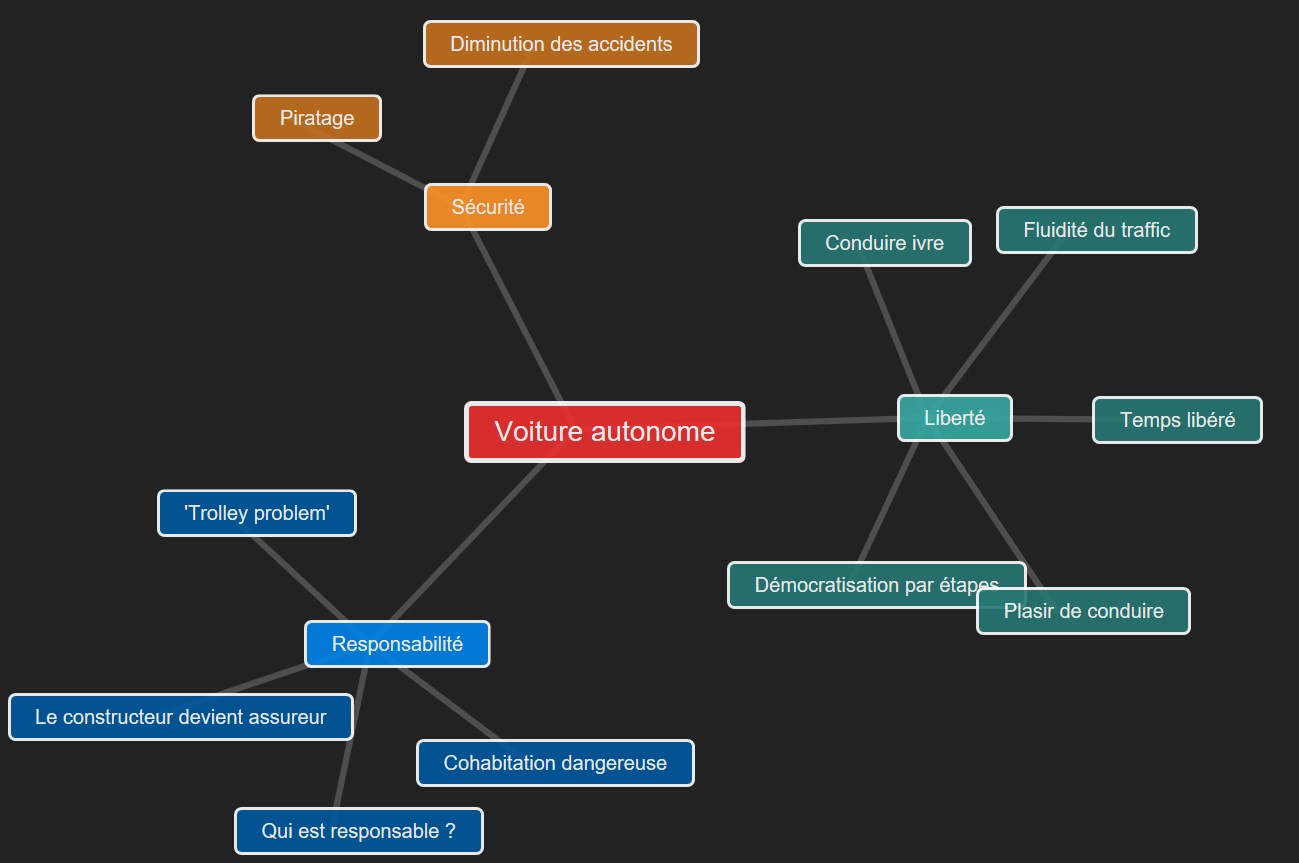 Diminution des accidents
Piratage
Sécurité
Conduire ivre
Fluidité du traffic
Voiture autonome
Liberté
Temps libéré
'Trolley problem'
Démocratisation par étapes
Plasir de conduire
Responsabilité
Le constructeur devient assureur
Cohabitation dangereuse
Qui est responsable ?